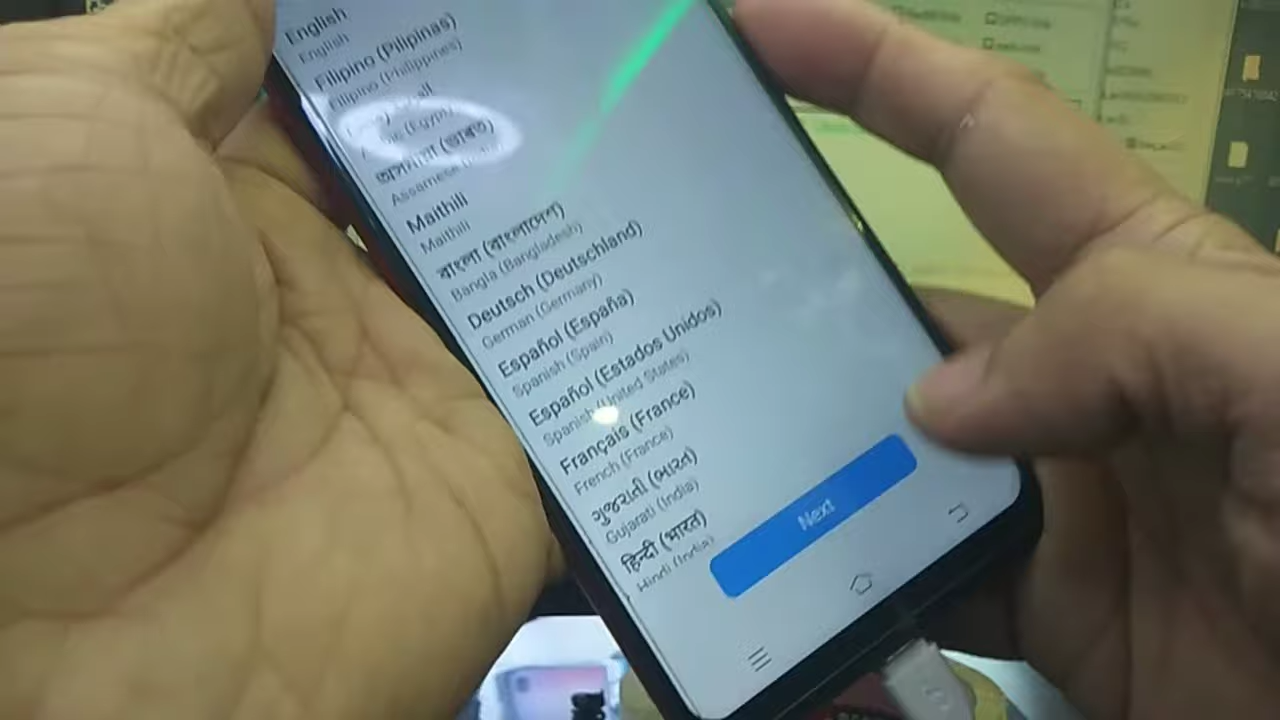 English
English
Filipino (Pilipinas)
Filipino (Philippines)
(Egypt)
অসমীয়া (ভাৰত)
Assamese
Maithili
Maithili
বাংলা (বাংলাদেশ)
Bangla (Bangladesh)
Deutsch (Deutschland)
German (Germany)
Español (España)
Spanish (Spain)
Español (Estados Unidos)
Spanish (United States)
Français (France)
French (France)
ગુજરાતી (ભારત)
Gujarati (India)
हिन्दी (भारत)
Hindi (India)
Next